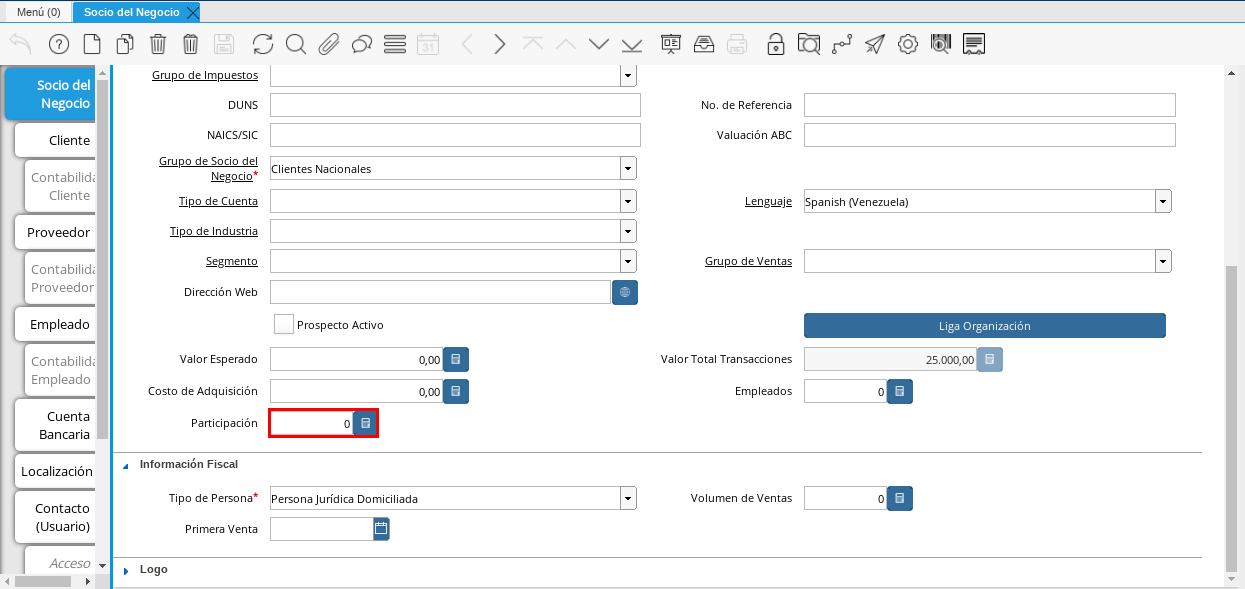 Menú (0)
Socio del Negocio
31
Socio del
Negocio
Cliente
Contabilida
Cliente
Proveedor
Contabilida
Proveedor
Empleado
Contabilida
Empleado
Cuenta
Bancaria
Localización
Contacto
(Usuario)
Acceso
Grupo de Impuestos
DUNS
No. de Referencia
NAICS/SIC
Valuación ABC
Grupo de Socio del
Negocio* Clientes Nacionales
Tipo de Cuenta
Lenguaje Spanish (Venezuela)
Tipo de Industria
Segmento
Grupo de Ventas
Dirección Web
Prospecto Activo
Liga Organización
Valor Esperado 0,00
Valor Total Transacciones 25.000,00
Costo de Adquisición 0,00
Empleados 0
Participación 0
Información Fiscal
Tipo de Persona* Persona Jurídica Domiciliada
Volumen de Ventas 0
Primera Venta
Logo